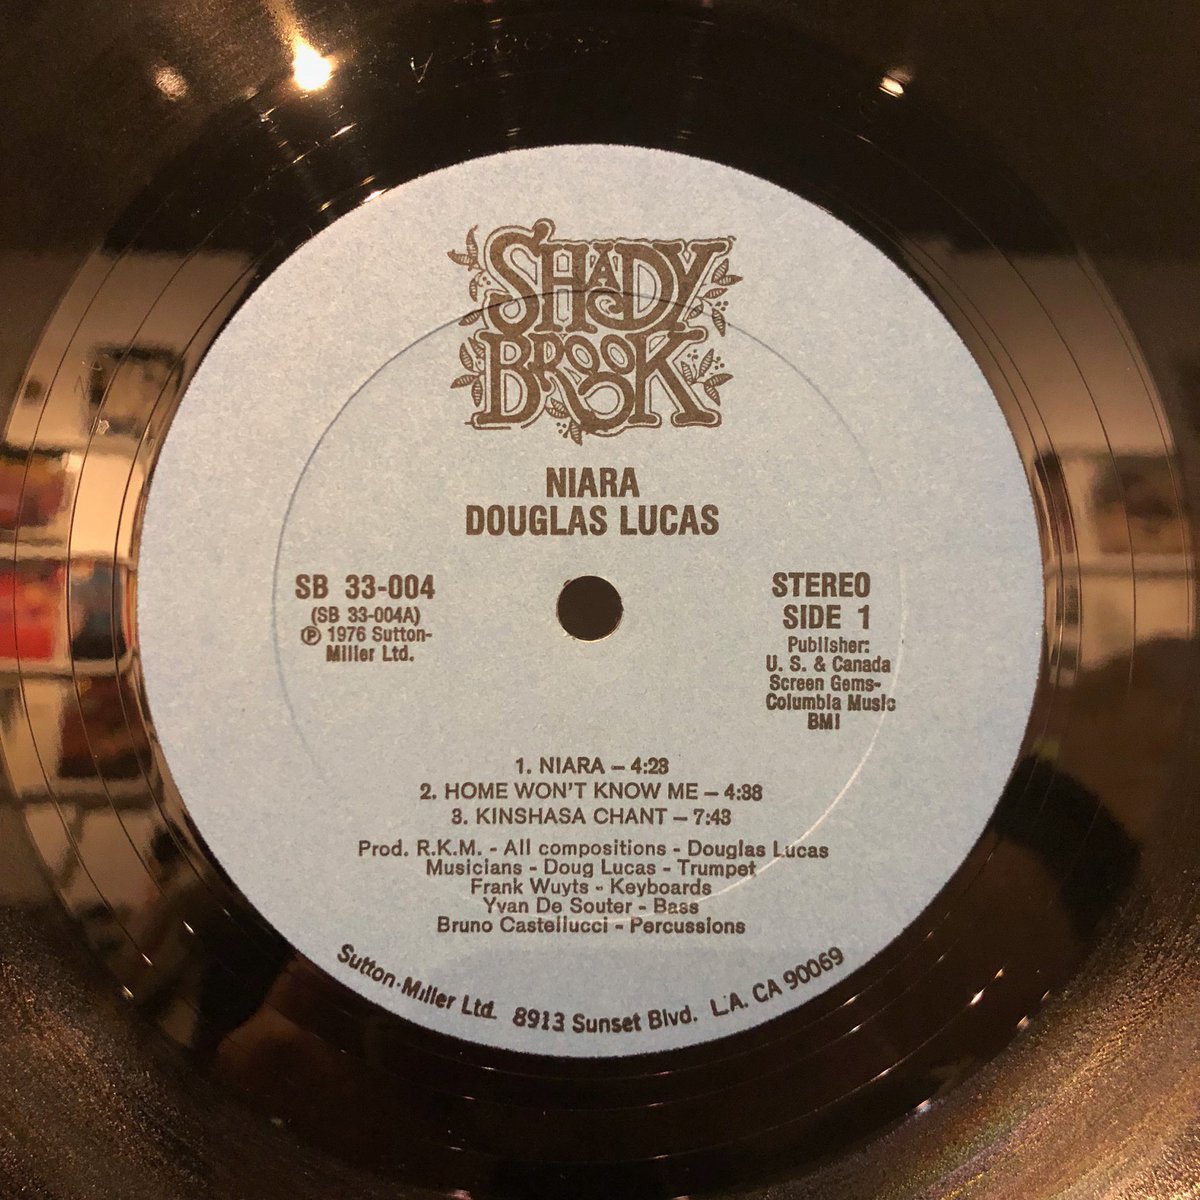 SHADY
BROOK
NIARA
DOUGLAS LUCAS
SB 33-004
(SB 33-004A)
℗ 1976 Sutton-
Miller Ltd.
STEREO
SIDE 1
Publisher:
U. S. & Canada
Screen Gems-
Columbia Music
BMI
1. NIARA – 4:23
2. HOME WON'T KNOW ME – 4:38
3. KINSHASA CHANT – 7:43
Prod. R.K.M. - All compositions - Douglas Lucas
Musicians - Doug Lucas - Trumpet
Frank Wuyts - Keyboards
Yvan De Souter - Bass
Bruno Castellucci - Percussions
Sutton-Miller Ltd. 8913 Sunset Blvd. L.A. CA 90069